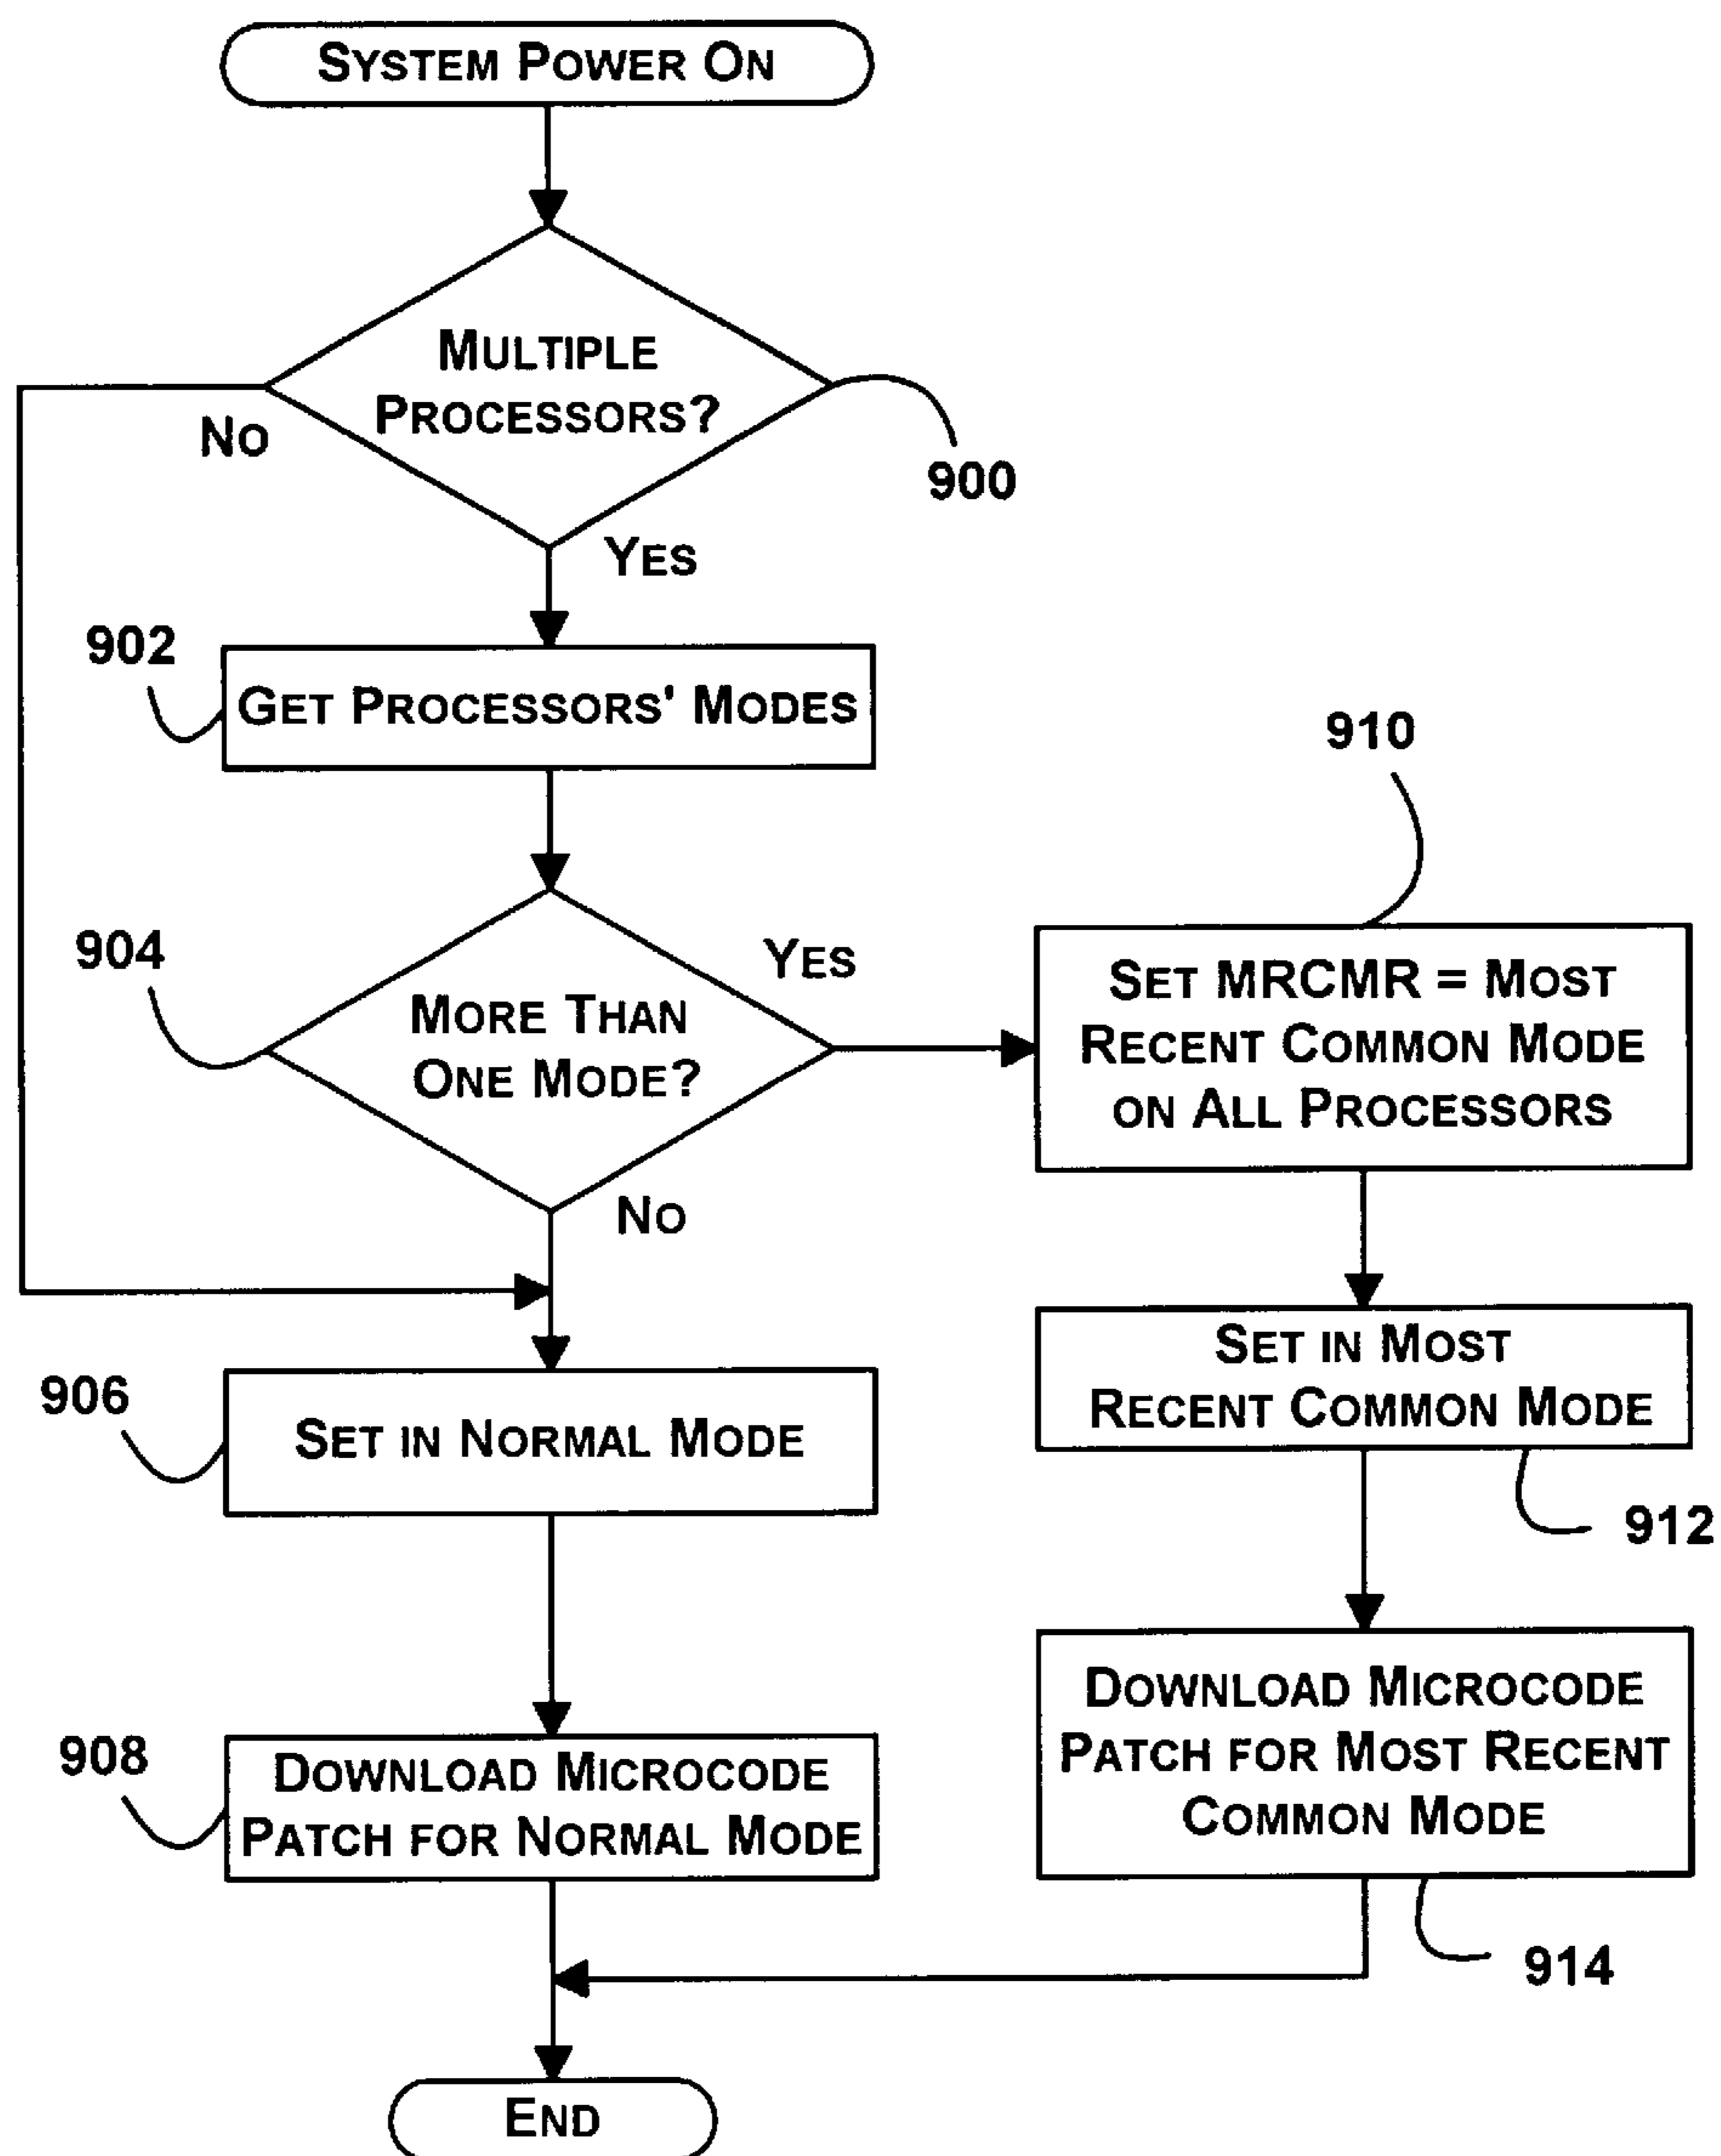 SYSTEM POWER ON
MULTIPLE
PROCESSORS?
NO
900
YES
902
GET PROCESSORS' MODES
910
904
YES
MORE THAN
ONE MODE?
SET MRCMR = MOST
RECENT COMMON MODE
ON ALL PROCESSORS
NO
SET IN MOST
RECENT COMMON MODE
906
SET IN NORMAL MODE
912
DOWNLOAD MICROCODE
PATCH FOR MOST RECENT
COMMON MODE
908
DOWNLOAD MICROCODE
PATCH FOR NORMAL MODE
914
END